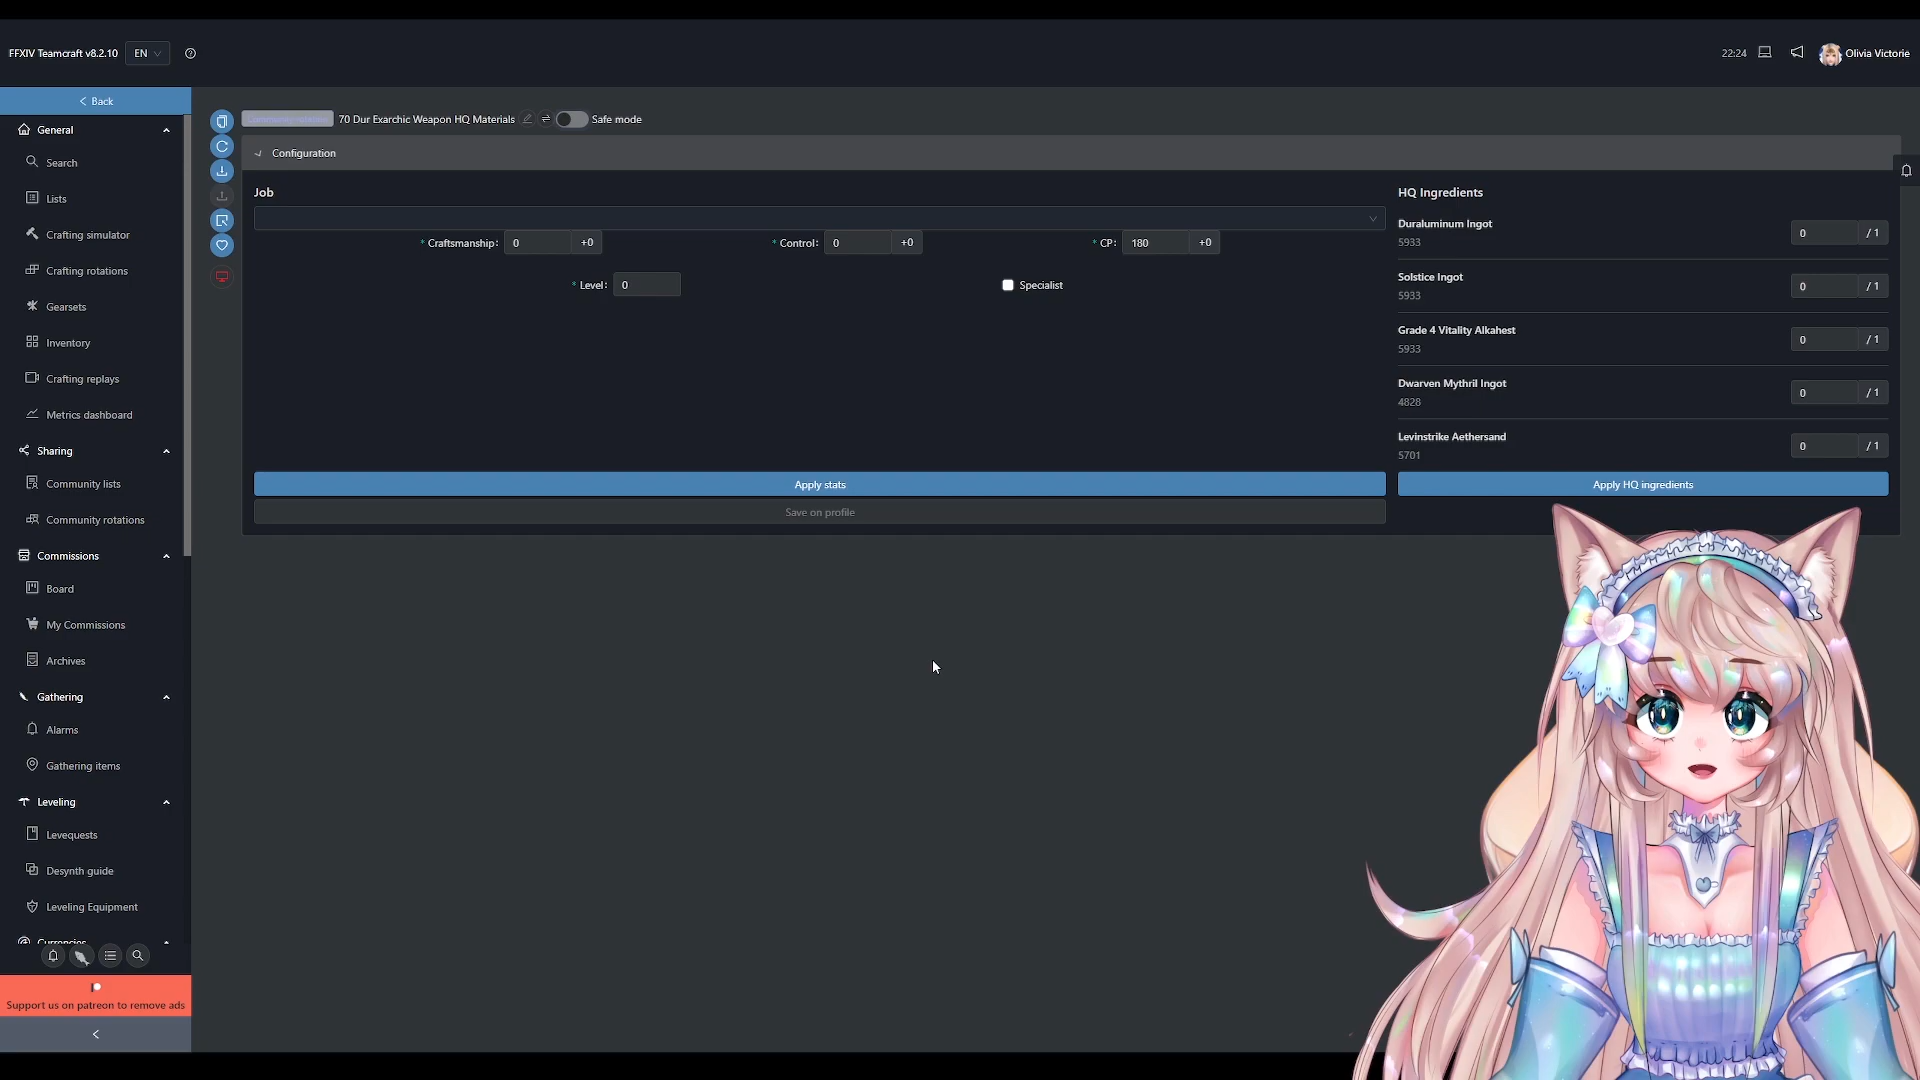 FFXIV Teamcraft v8.2.10
EN
22:24
Olivia Victorie
Back
General
Search
Lists
Crafting simulator
Crafting rotations
Gearsets
Inventory
Crafting replays
Metrics dashboard
Sharing
Community lists
Community rotations
Commissions
Board
My Commissions
Archives
Gathering
Alarms
Gathering items
Leveling
Levequests
Desynth guide
Leveling Equipment
Currencies
Support us on patreon to remove ads
70 Dur Exarchic Weapon HQ Materials
Safe mode
Configuration
Job
* Craftsmanship: 0 +0
* Control: 0 +0
* CP: 180 +0
* Level: 0
Specialist
Apply stats
Save on profile
HQ Ingredients
Duraluminum Ingot
5933
0 / 1
Solstice Ingot
5933
0 / 1
Grade 4 Vitality Alkahest
5933
0 / 1
Dwarven Mythril Ingot
4828
0 / 1
Levinstrike Aethersand
5701
0 / 1
Apply HQ ingredients